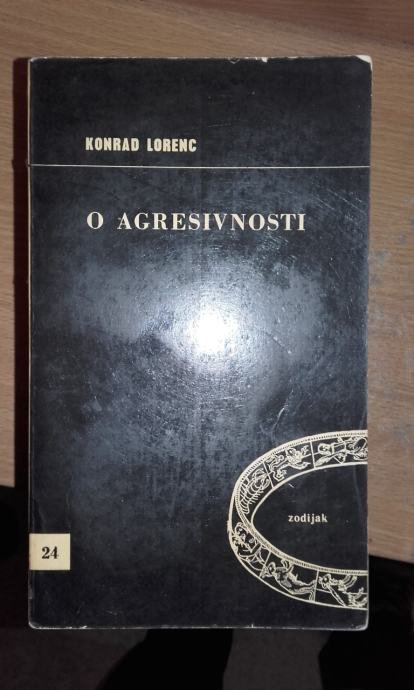 KONRAD LORENC
O AGRESIVNOSTI
zodijak
24